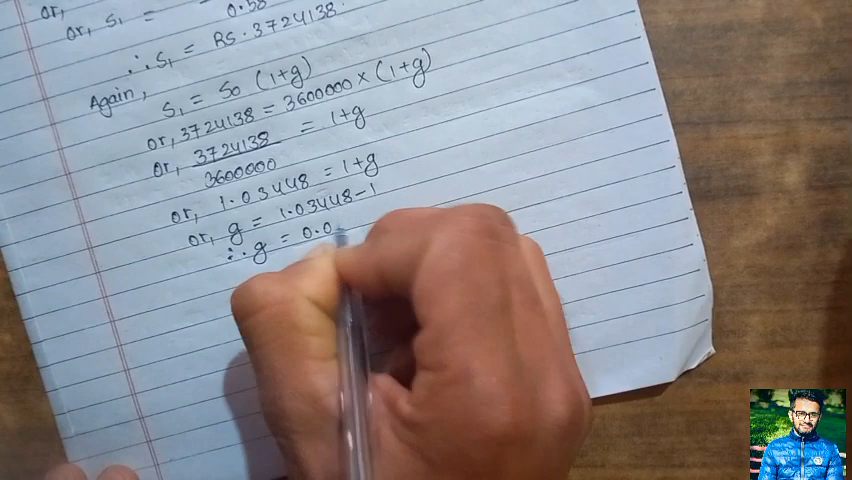 or,
or, S₁ = 0.58
∴ S₁ = RS. 3724138.
Again,
S₁ = S0 (1+g)
or, 3724138 = 3600000 × (1+g)
or, 3724138 / 3600000 = 1+g
or, 1.03448 = 1+g
or, g = 1.03448 - 1
∴ g = 0.0